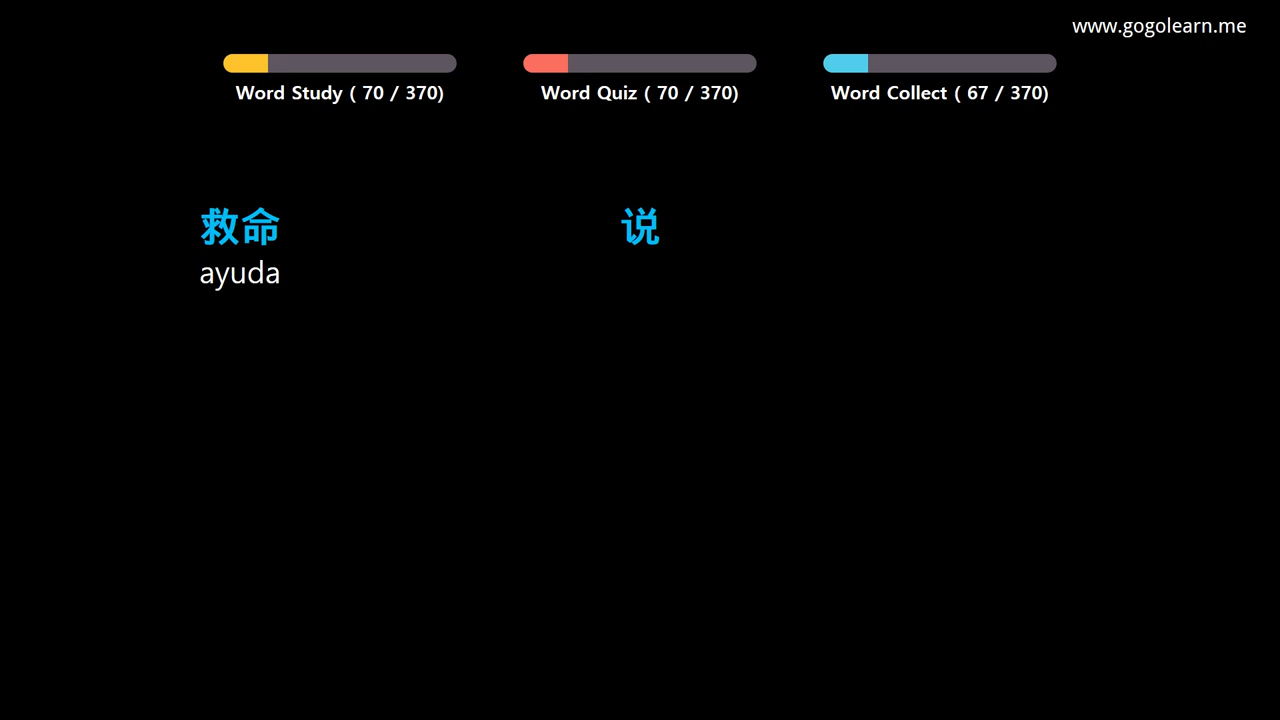 www.gogolearn.me
Word Study ( 70 / 370)
Word Quiz ( 70 / 370)
Word Collect ( 67 / 370)
救命
说
ayuda